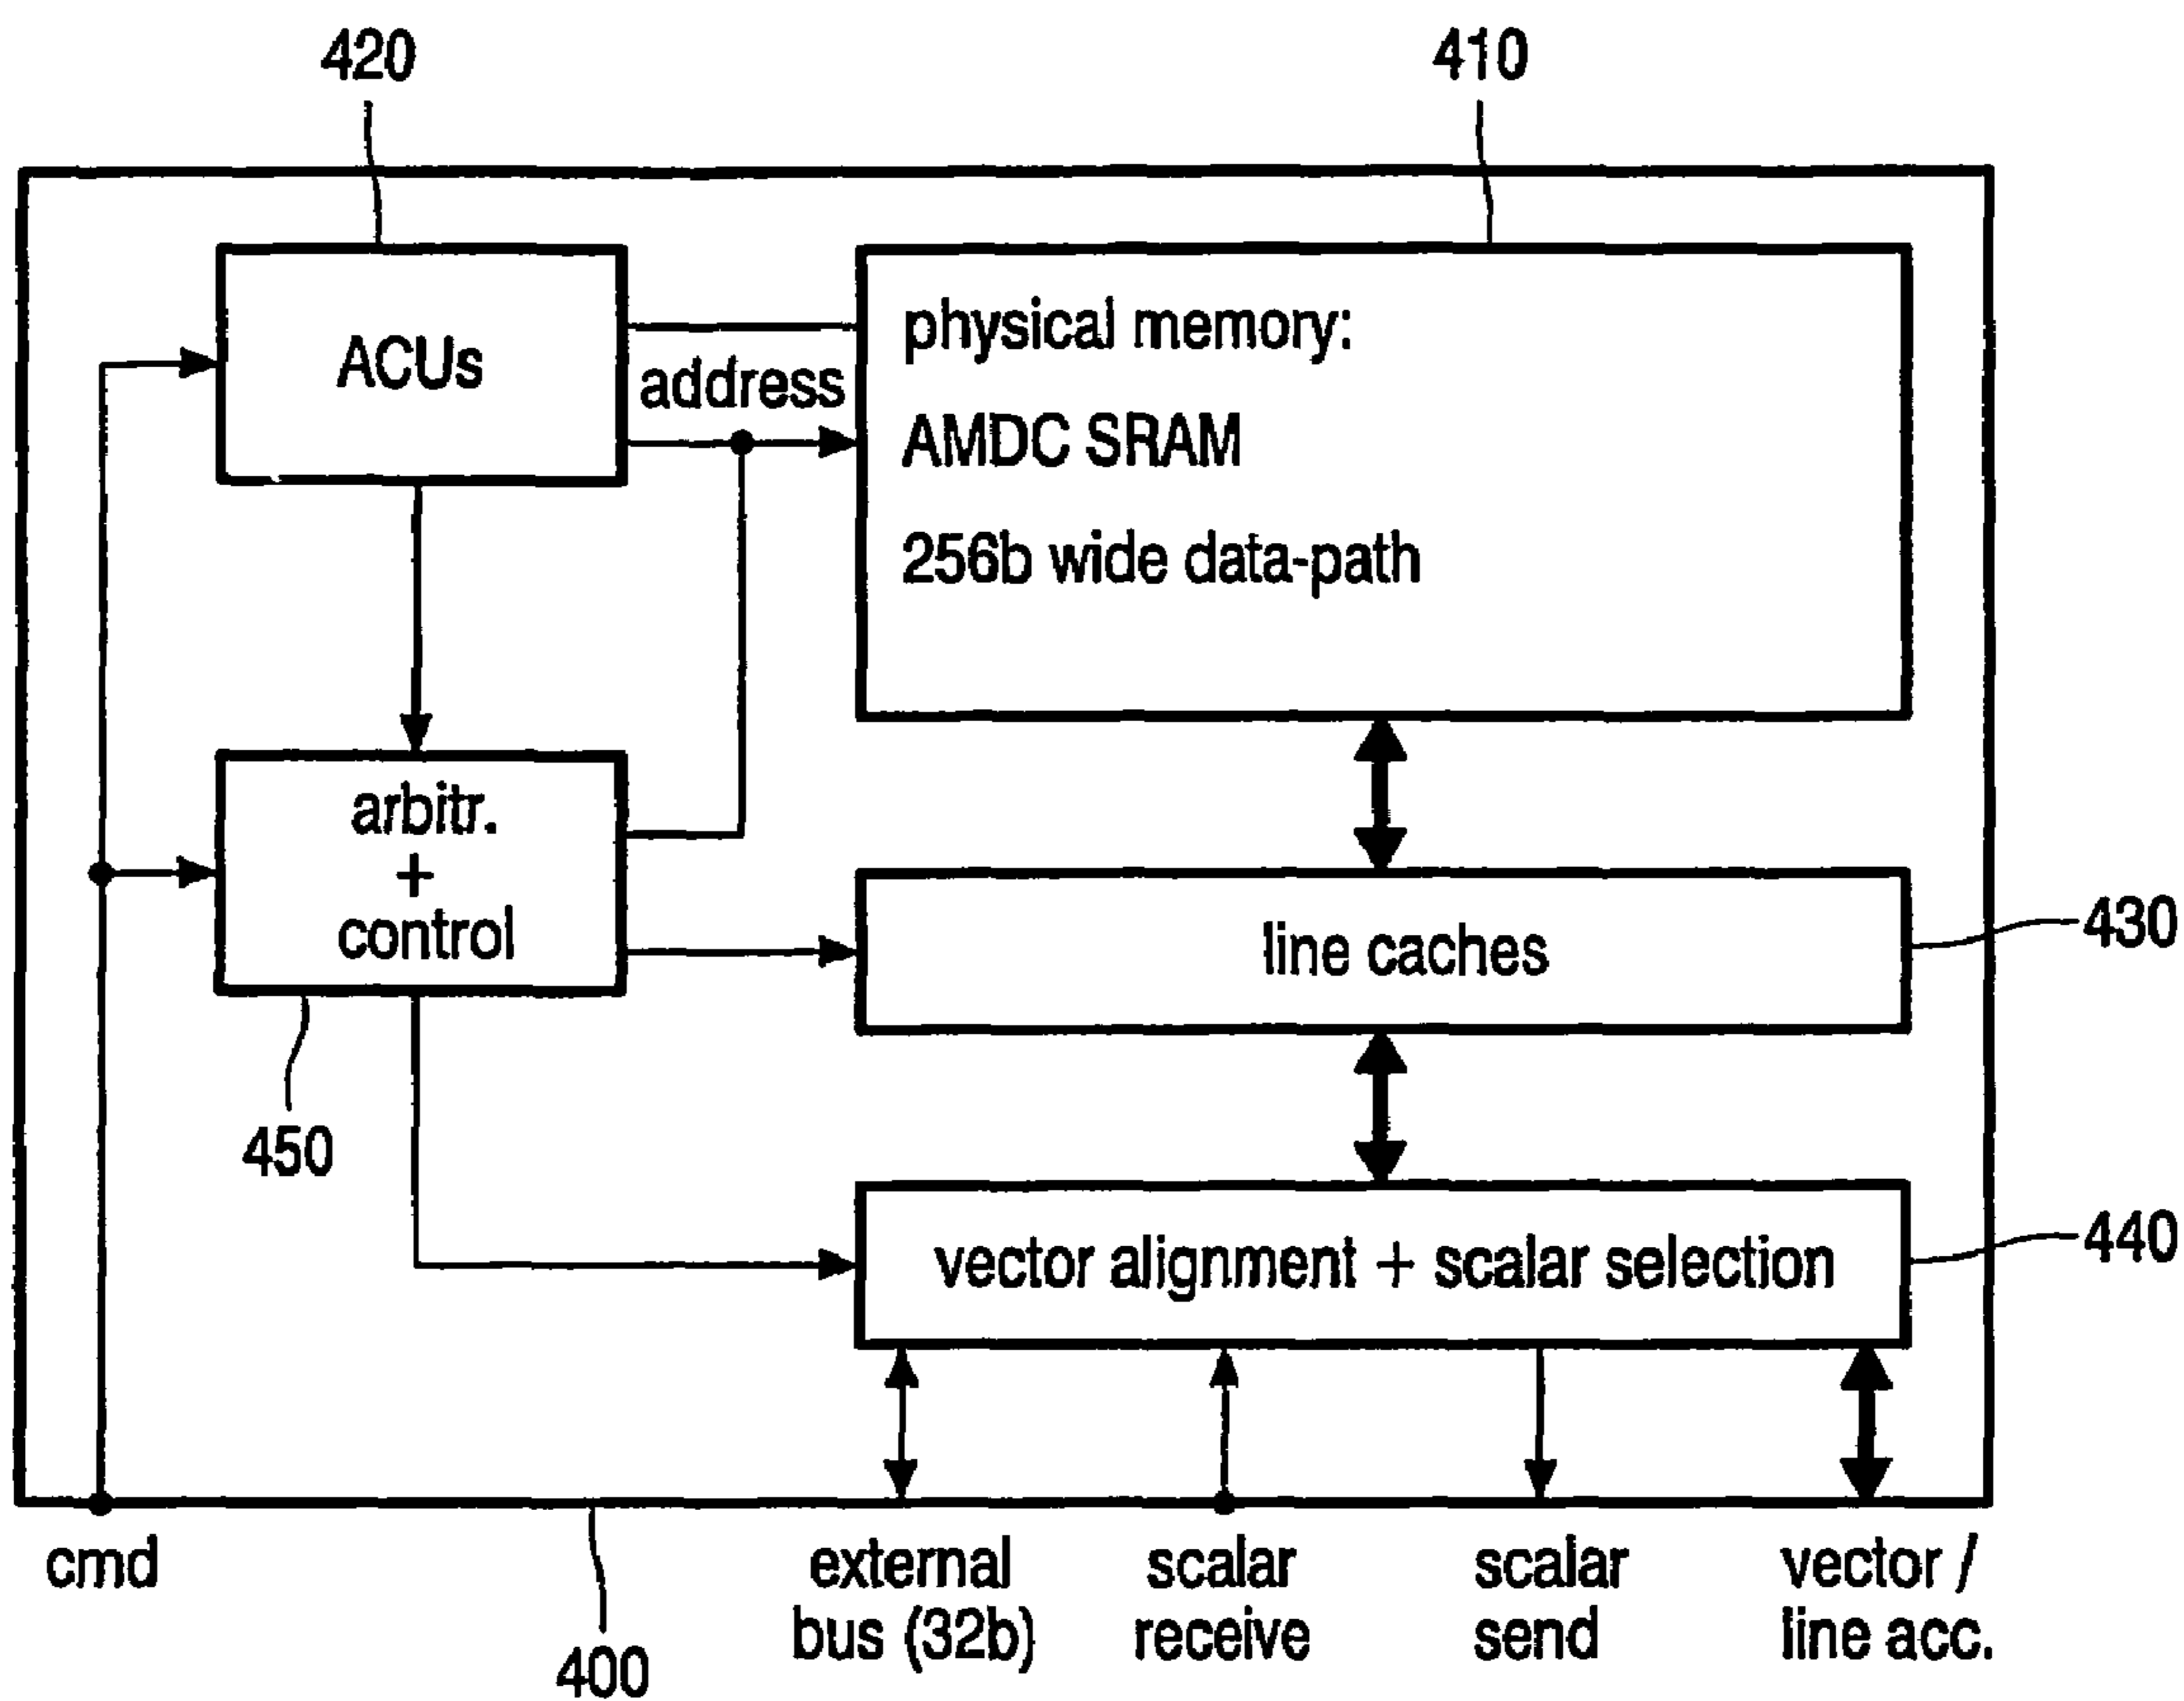 420
410
ACUs
address
physical memory:
AMDC SRAM
256b wide data-path
arbitr.
+
control
line caches
430
450
vector alignment + scalar selection
440
cmd
external
bus (32b)
scalar
receive
scalar
send
vector /
line acc.
400